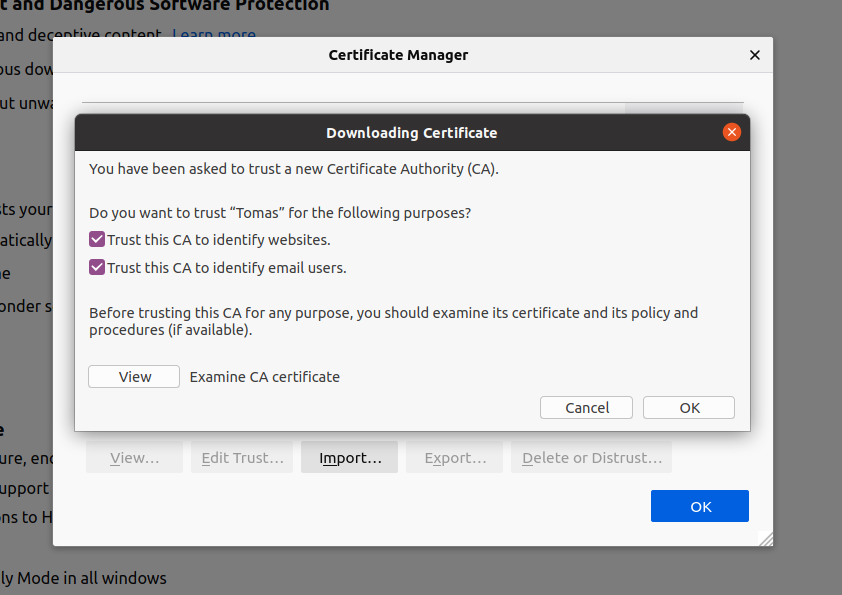 t and Dangerous Software Protection
and deceptive content Learn more
Certificate Manager
ous dow
ut unwa
Downloading Certificate
You have been asked to trust a new Certificate Authority (CA).
Do you want to trust “Tomas” for the following purposes?
sts your
Trust this CA to identify websites.
atically
Trust this CA to identify email users.
ne
onder s
Before trusting this CA for any purpose, you should examine its certificate and its policy and
procedures (if available).
View Examine CA certificate
Cancel OK
e
ure, enc
View... Edit Trust... Import... Export... Delete or Distrust...
upport
OK
ons to H
ly Mode in all windows